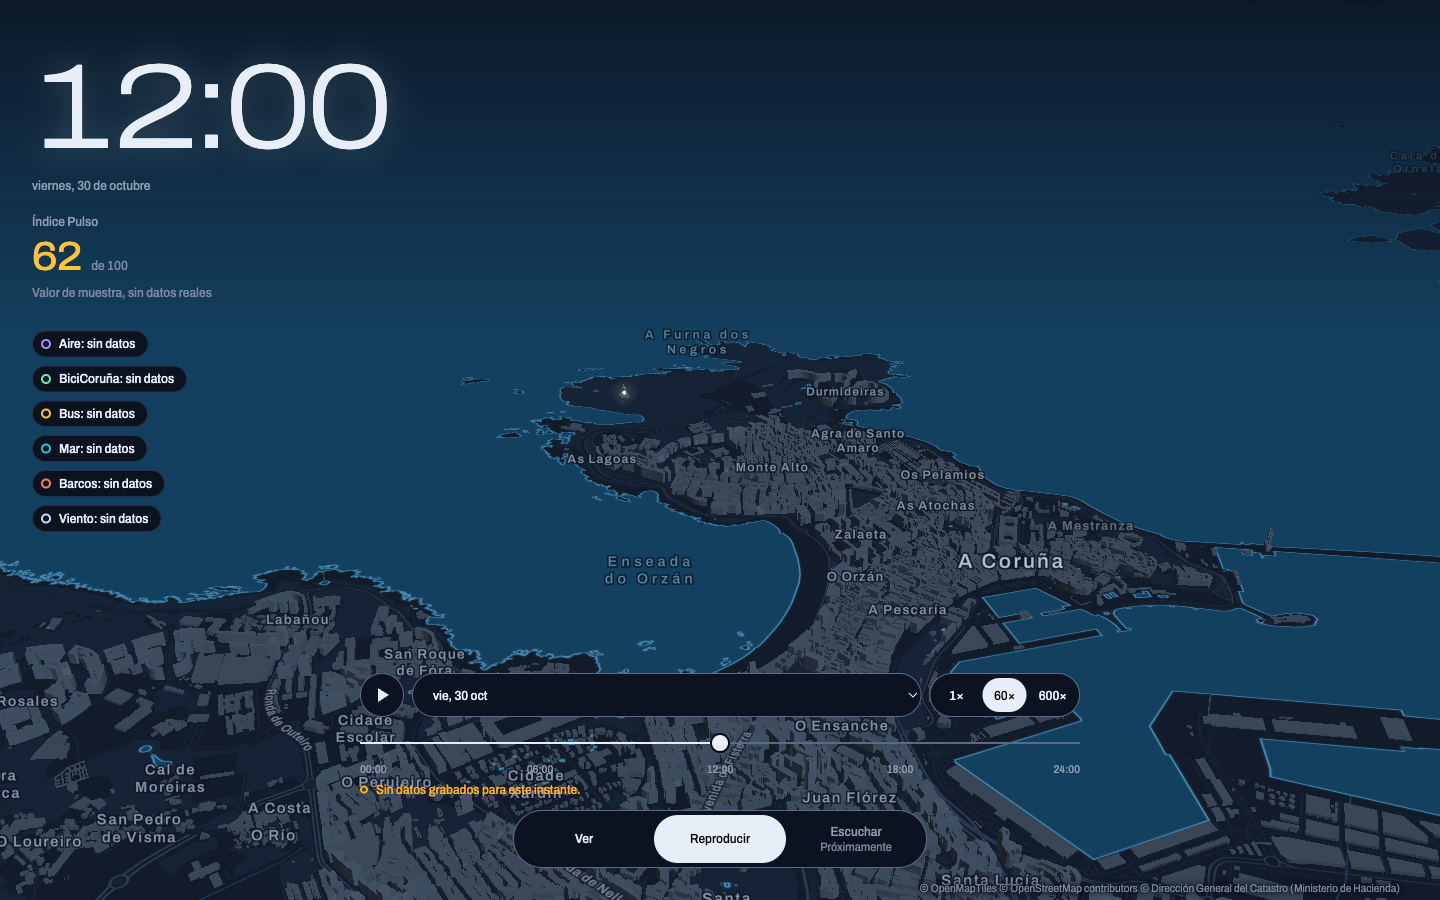 12:00
viernes, 30 de octubre
Índice Pulso
62 de 100
Valor de muestra, sin datos reales
Aire: sin datos
BiciCoruña: sin datos
Bus: sin datos
Mar: sin datos
Barcos: sin datos
Viento: sin datos
A Furna dos
Negros
Durmideiras
Agra de Santo
Amaro
As Lagoas
Monte Alto
Os Pelamios
As Atochas
A Mestranza
Zalaeta
Enseada
do Orzán
A Coruña
O Orzán
A Pescaría
Labañou
San Roque
de Fóra
Rosales
Ronda de Outeiro
Cidade
Escolar
vie, 30 oct
1×
60×
600×
O Ensanche
00:00
06:00
12:00
18:00
24:00
Cal de
Moreiras
O Peruleiro
Cidade
Xardín
Sin datos grabados para este instante.
A Costa
Juan Flórez
San Pedro
de Visma
O Río
O Loureiro
Ver
Reproducir
Escuchar
Próximamente
Santa Lucía
Santa
© OpenMapTiles © OpenStreetMap contributors © Dirección General del Catastro (Ministerio de Hacienda)